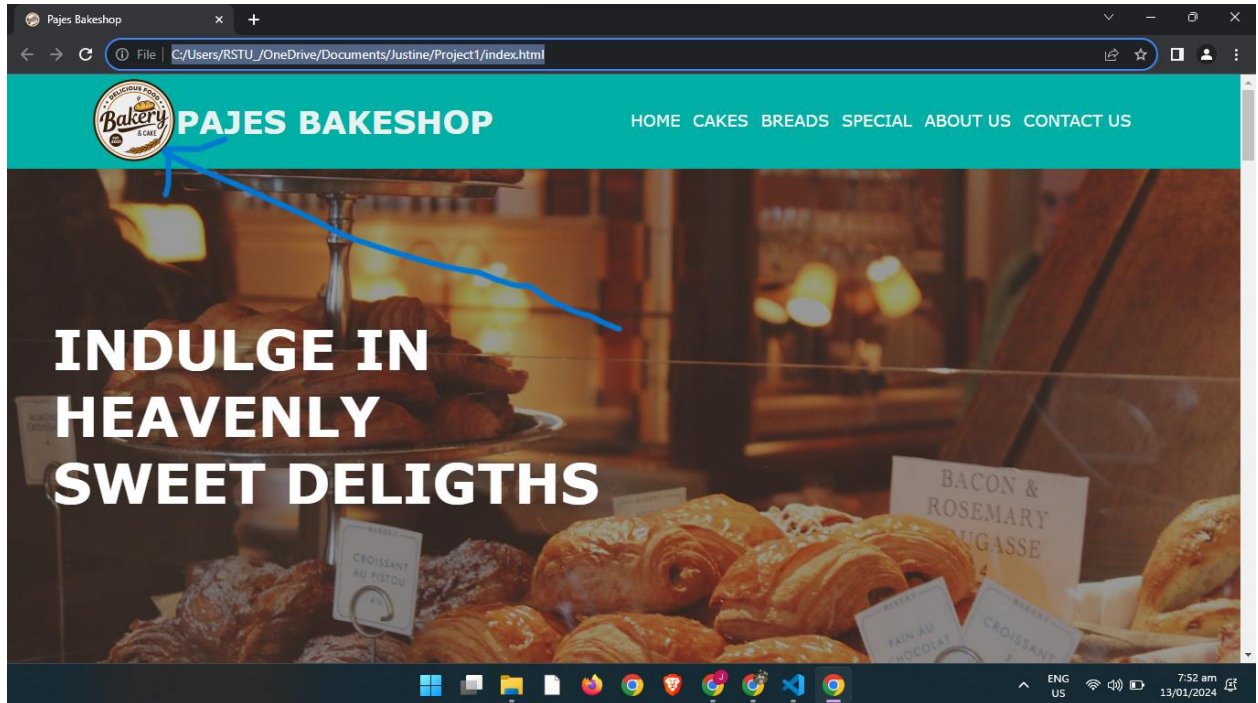 Pajes Bakeshop
File C:/Users/RSTU_/OneDrive/Documents/Justine/Project1/index.html
DELICIOUS FOOD
Bakery
& CAKE
PAJES BAKESHOP
HOME CAKES BREADS SPECIAL ABOUT US CONTACT US
INDULGE IN
HEAVENLY
SWEET DELIGTHS
BACON &
ROSEMARY
CROISSANT
AU PISTOU
PAIN AU
CHOCOLAT
CROISSANT
ENG
US
7:52 am
13/01/2024